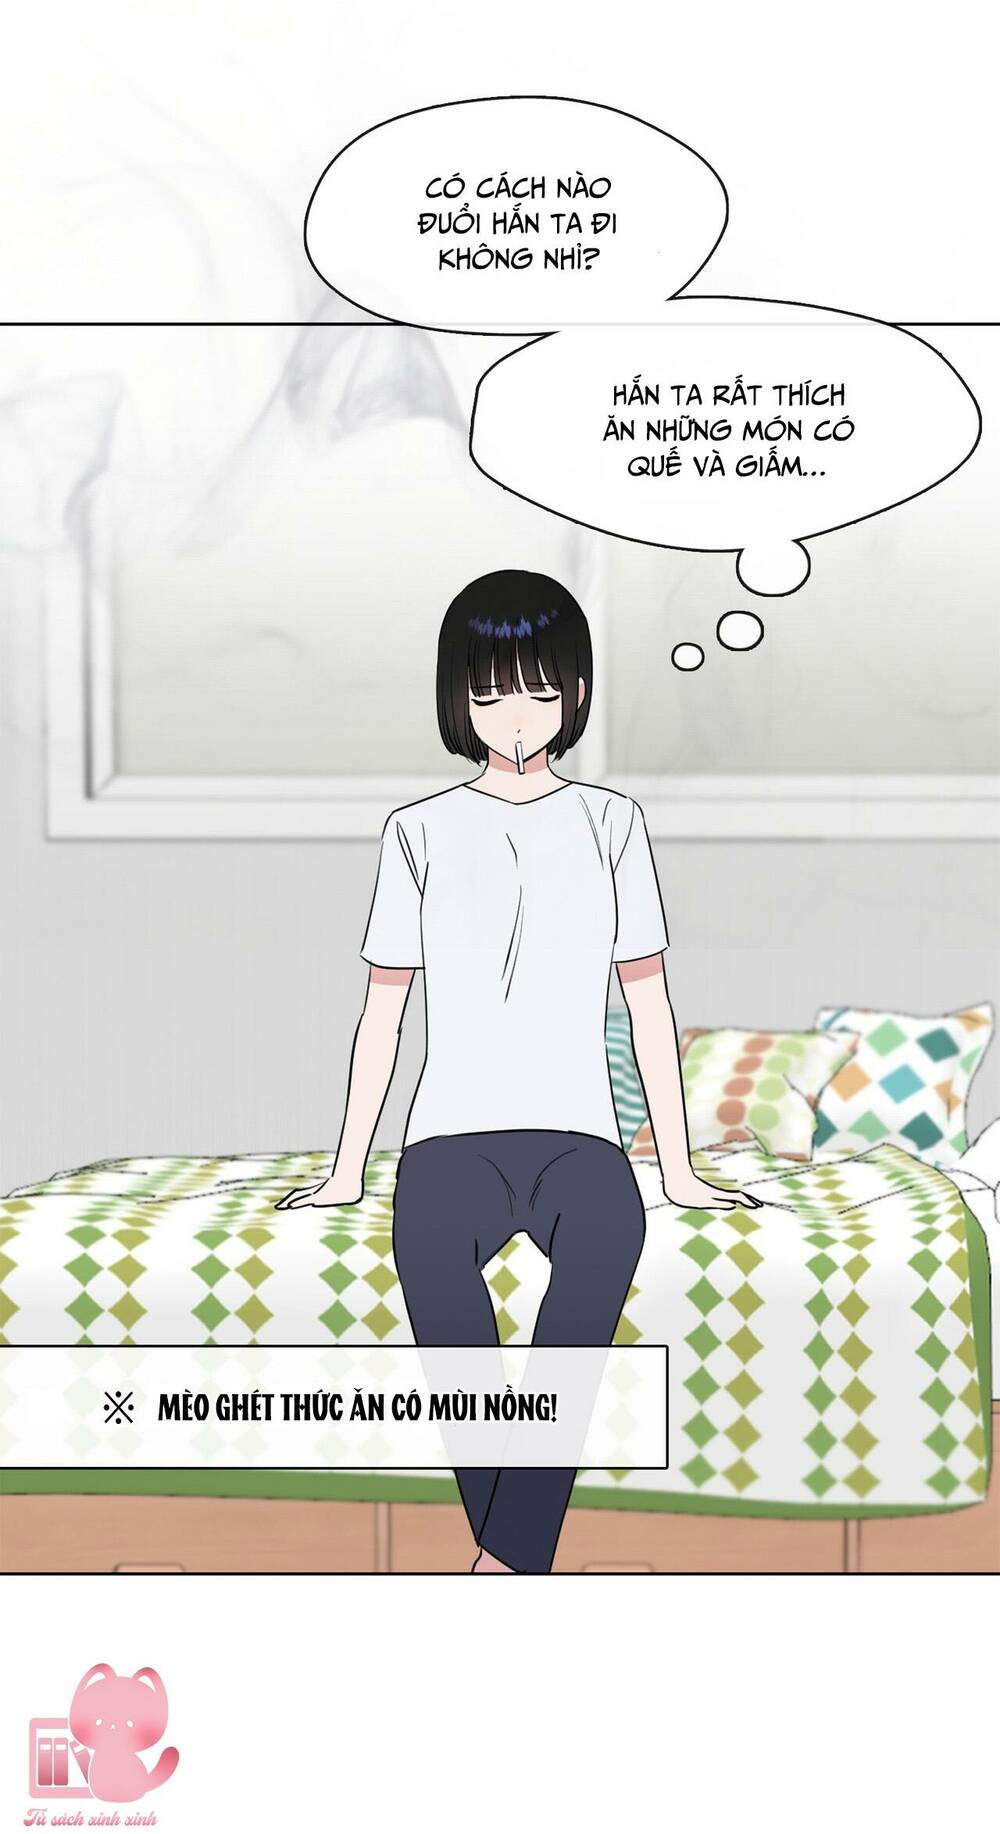 CÓ CÁCH NÀO
ĐUỔI HẮN TA ĐI
KHÔNG NHỈ?
HẮN TA RẤT THÍCH
ĂN NHỮNG MÓN CÓ
QUẾ VÀ GIẤM...
※ MÈO GHÉT THỨC ĂN CÓ MÙI NỒNG!
Tủ sách xinh xinh